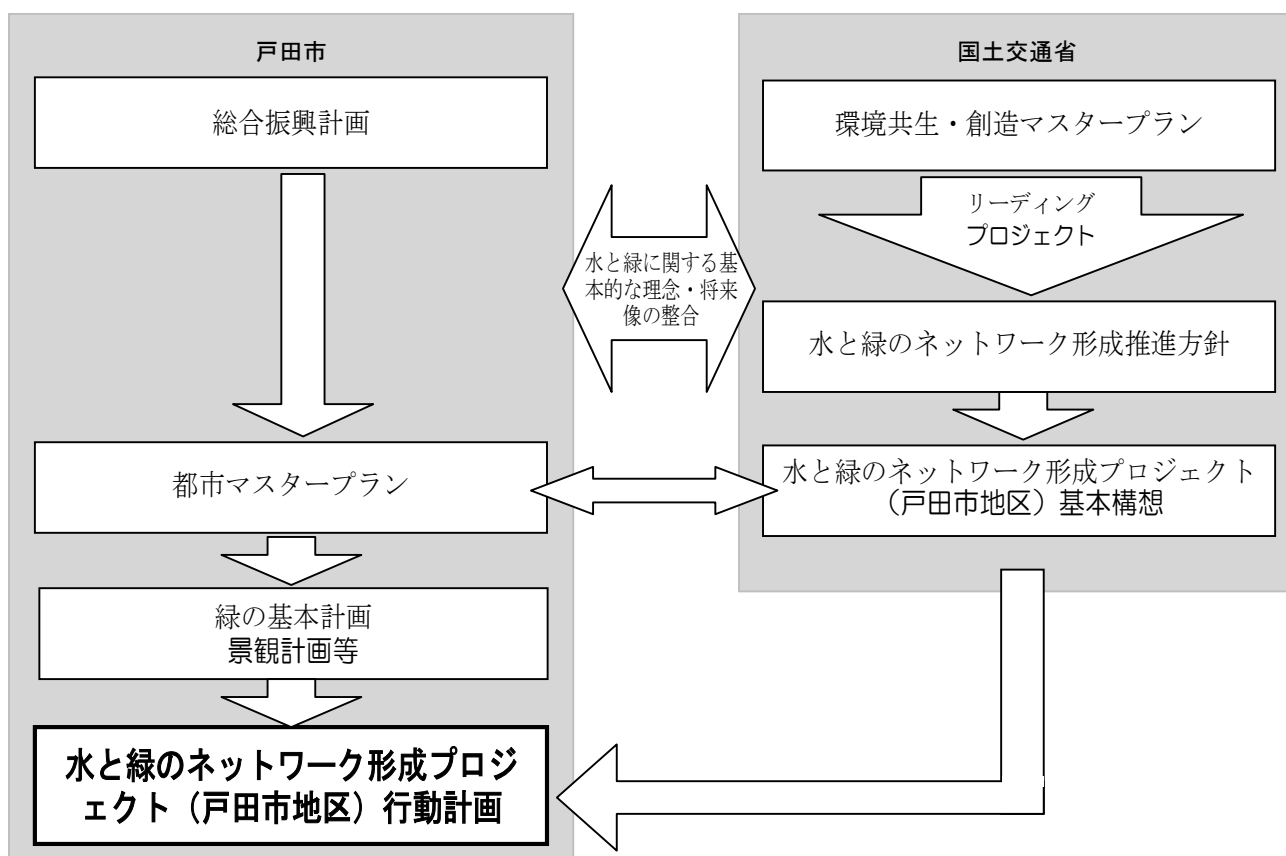 戸田市
総合振興計画
都市マスタープラン
緑の基本計画
景観計画等
水と緑のネットワーク形成プロジ
ェクト（戸田市地区）行動計画
水と緑に関する基
本的な理念・将来
像の整合
国土交通省
環境共生・創造マスタープラン
リーディング
プロジェクト
水と緑のネットワーク形成推進方針
水と緑のネットワーク形成プロジェクト
（戸田市地区）基本構想